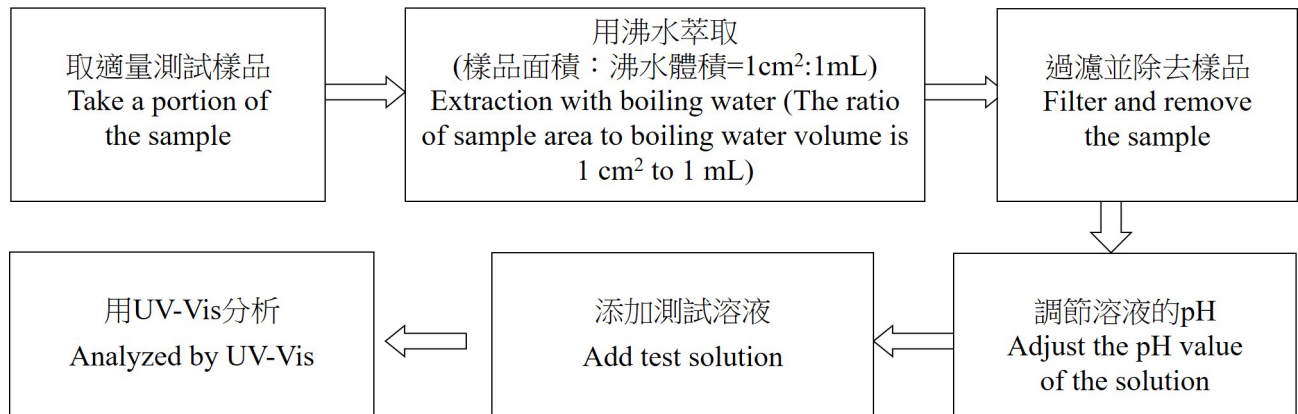 取適量測試樣品
Take a portion of
the sample
用沸水萃取
(樣品面積：沸水體積=1cm²:1mL)
Extraction with boiling water (The ratio
of sample area to boiling water volume is
1 cm² to 1 mL)
過濾並除去樣品
Filter and remove
the sample
調節溶液的pH
Adjust the pH value
of the solution
添加測試溶液
Add test solution
用UV-Vis分析
Analyzed by UV-Vis